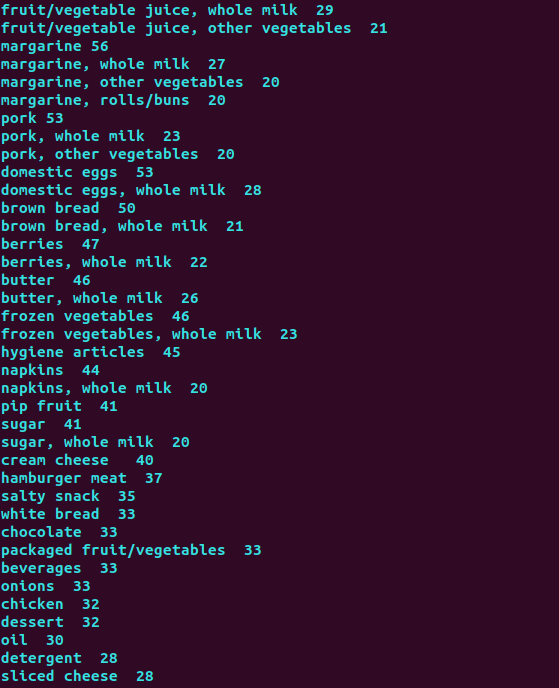 fruit/vegetable juice, whole milk  29
fruit/vegetable juice, other vegetables  21
margarine 56
margarine, whole milk  27
margarine, other vegetables  20
margarine, rolls/buns  20
pork 53
pork, whole milk  23
pork, other vegetables  20
domestic eggs  53
domestic eggs, whole milk  28
brown bread  50
brown bread, whole milk  21
berries  47
berries, whole milk  22
butter  46
butter, whole milk  26
frozen vegetables  46
frozen vegetables, whole milk  23
hygiene articles  45
napkins  44
napkins, whole milk  20
pip fruit  41
sugar  41
sugar, whole milk  20
cream cheese   40
hamburger meat  37
salty snack  35
white bread  33
chocolate  33
packaged fruit/vegetables  33
beverages  33
onions  33
chicken  32
dessert  32
oil  30
detergent  28
sliced cheese  28